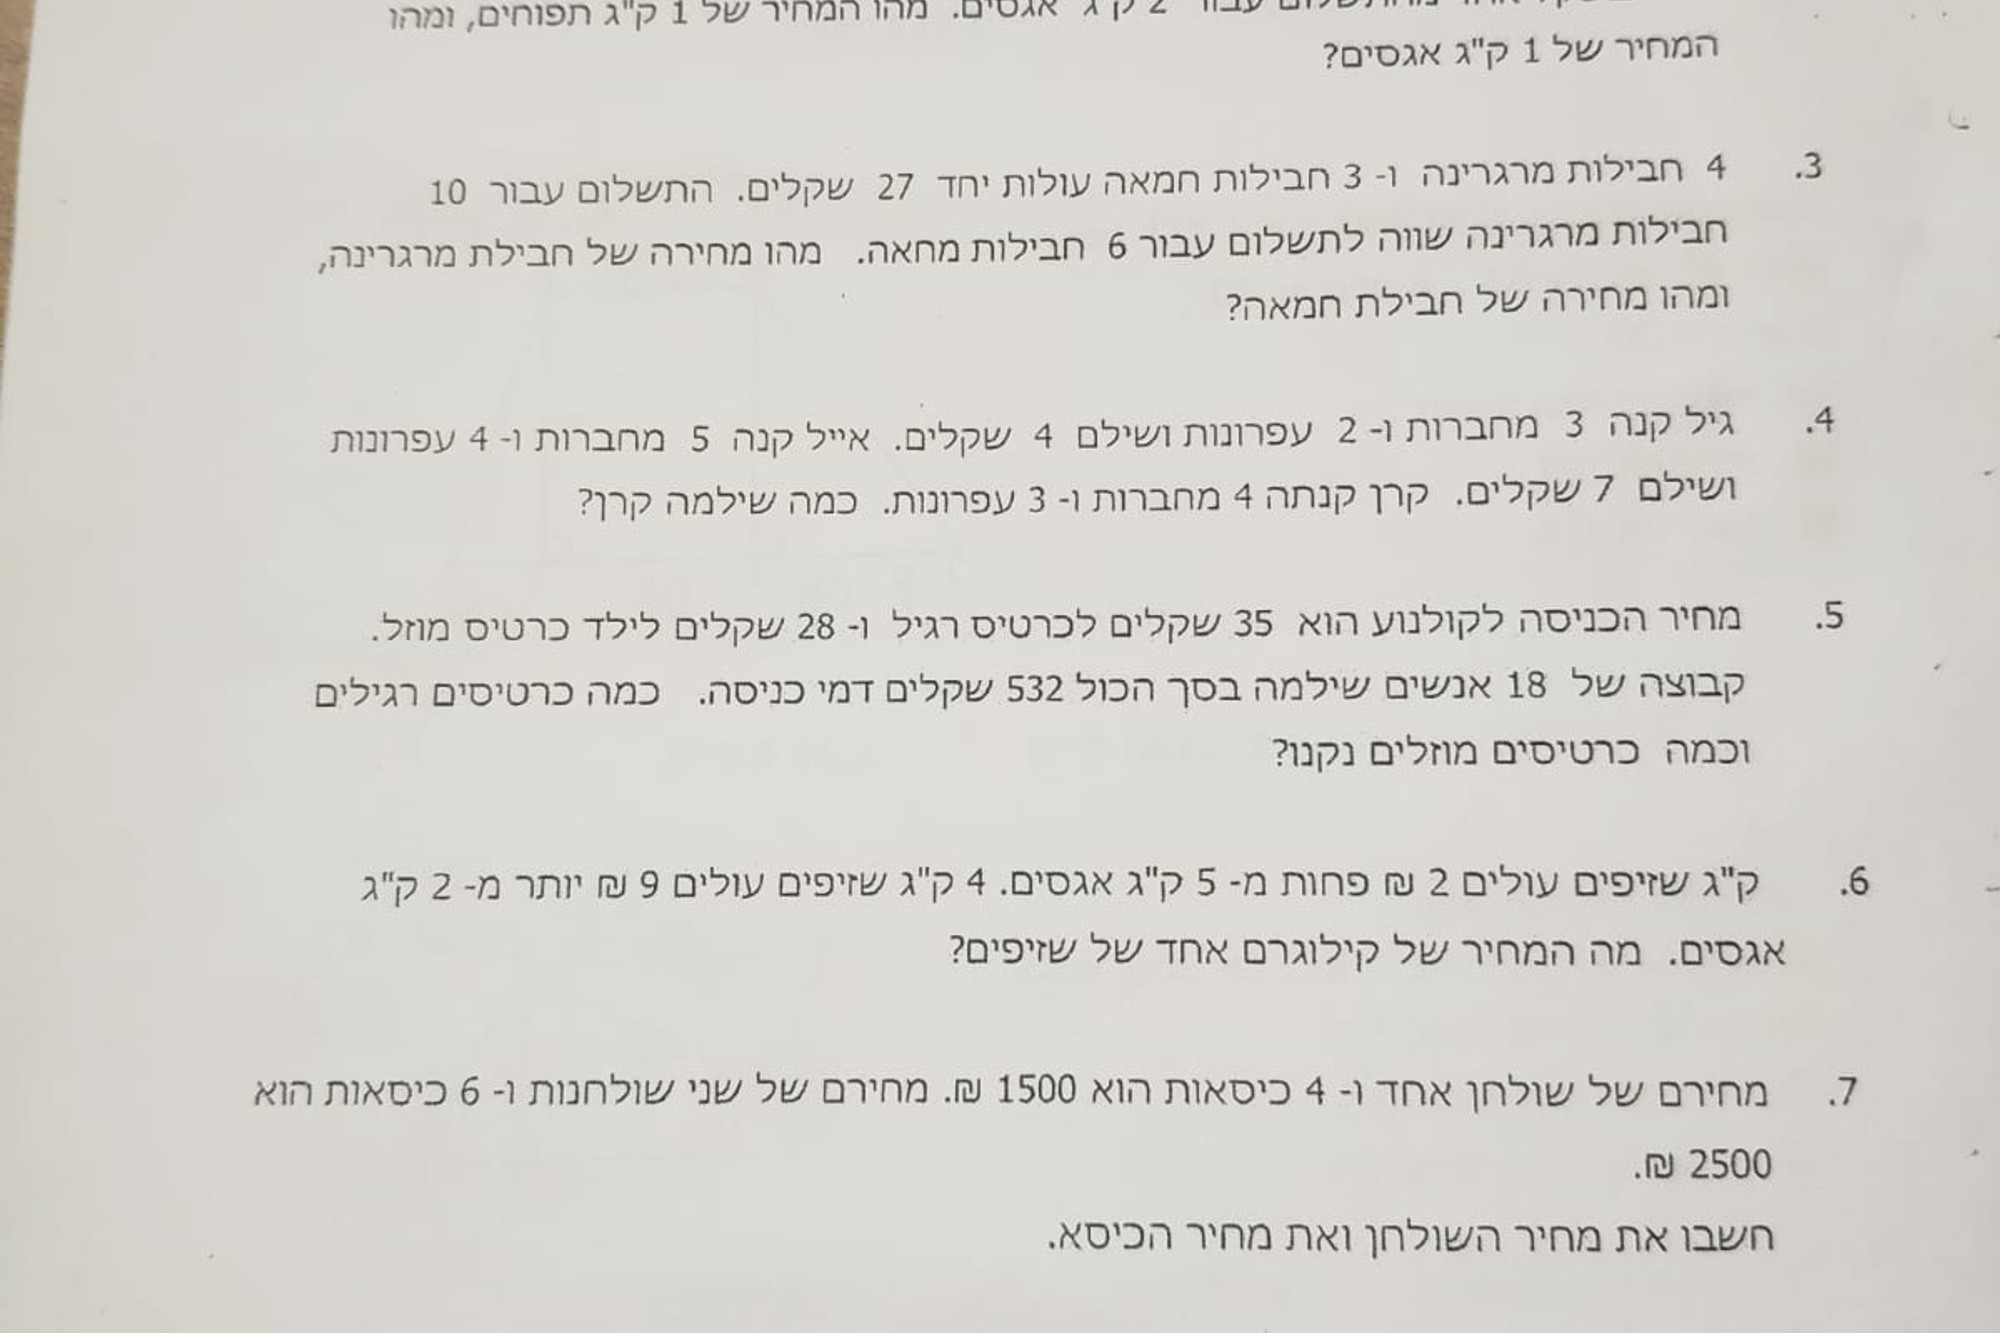 2 ק"ג אגסים. מהו המחיר של 1 ק"ג תפוחים, ומהו
המחיר של 1 ק"ג אגסים?
3. 4 חבילות מרגרינה ו- 3 חבילות חמאה עולות יחד 27 שקלים. התשלום עבור 10
חבילות מרגרינה שווה לתשלום עבור 6 חבילות מחאה. מהו מחירה של חבילת מרגרינה,
ומהו מחירה של חבילת חמאה?
4. גיל קנה 3 מחברות ו- 2 עפרונות ושילם 4 שקלים. אייל קנה 5 מחברות ו- 4 עפרונות
ושילם 7 שקלים. קרן קנתה 4 מחברות ו- 3 עפרונות. כמה שילמה קרן?
5. מחיר הכניסה לקולנוע הוא 35 שקלים לכרטיס רגיל ו- 28 שקלים לילד כרטיס מוזל.
קבוצה של 18 אנשים שילמה בסך הכול 532 שקלים דמי כניסה. כמה כרטיסים רגילים
וכמה כרטיסים מוזלים נקנו?
6. ק"ג שזיפים עולים 2 ₪ פחות מ- 5 ק"ג אגסים. 4 ק"ג שזיפים עולים 9 ₪ יותר מ- 2 ק"ג
אגסים. מה המחיר של קילוגרם אחד של שזיפים?
7. מחירם של שולחן אחד ו- 4 כיסאות הוא 1500 ₪. מחירם של שני שולחנות ו- 6 כיסאות הוא
2500 ₪.
חשבו את מחיר השולחן ואת מחיר הכיסא.